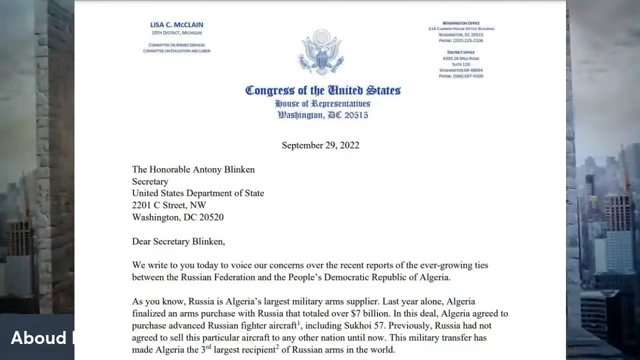 LISA C. McCLAIN
10TH DISTRICT, MICHIGAN
COMMITTEE ON ARMED SERVICES
COMMITTEE ON EDUCATION AND LABOR
WASHINGTON OFFICE
WASHINGTON, DC 20515
DISTRICT OFFICE
SUITE 120
Congress of the United States
House of Representatives
Washington, DC 20515
September 29, 2022
The Honorable Antony Blinken
Secretary
United States Department of State
2201 C Street, NW
Washington, DC 20520
Dear Secretary Blinken,
We write to you today to voice our concerns over the recent reports of the ever-growing ties
between the Russian Federation and the People's Democratic Republic of Algeria.
As you know, Russia is Algeria's largest military arms supplier. Last year alone, Algeria
finalized an arms purchase with Russia that totaled over $7 billion. In this deal, Algeria agreed to
purchase advanced Russian fighter aircraft¹, including Sukhoi 57. Previously, Russia had not
agreed to sell this particular aircraft to any other nation until now. This military transfer has
made Algeria the 3rd largest recipient² of Russian arms in the world.
Aboud